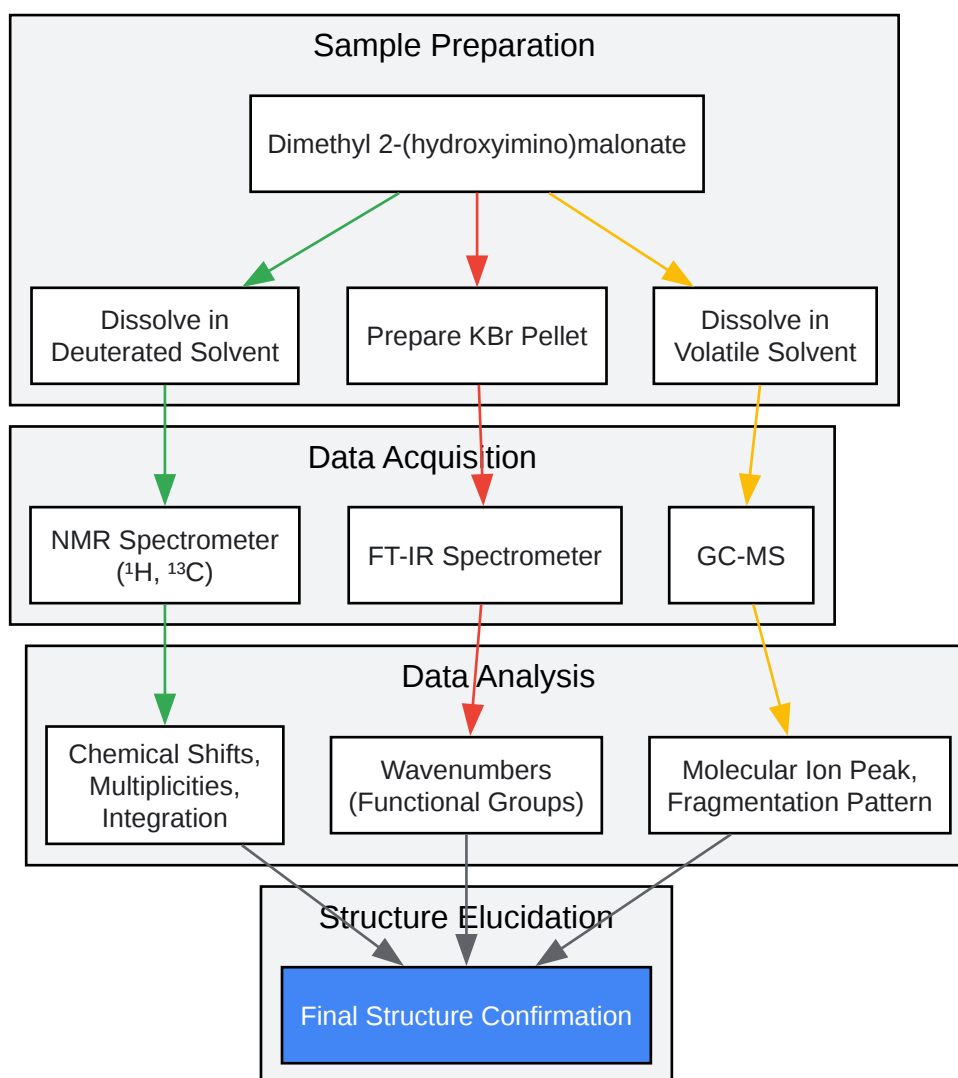 Sample Preparation
Dimethyl 2-(hydroxyimino)malonate
Dissolve in
Deuterated Solvent
Prepare KBr Pellet
Dissolve in
Volatile Solvent
Data Acquisition
NMR Spectrometer
(¹H, ¹³C)
FT-IR Spectrometer
GC-MS
Data Analysis
Chemical Shifts,
Multiplicities,
Integration
Wavenumbers
(Functional Groups)
Molecular Ion Peak,
Fragmentation Pattern
Structure Elucidation
Final Structure Confirmation